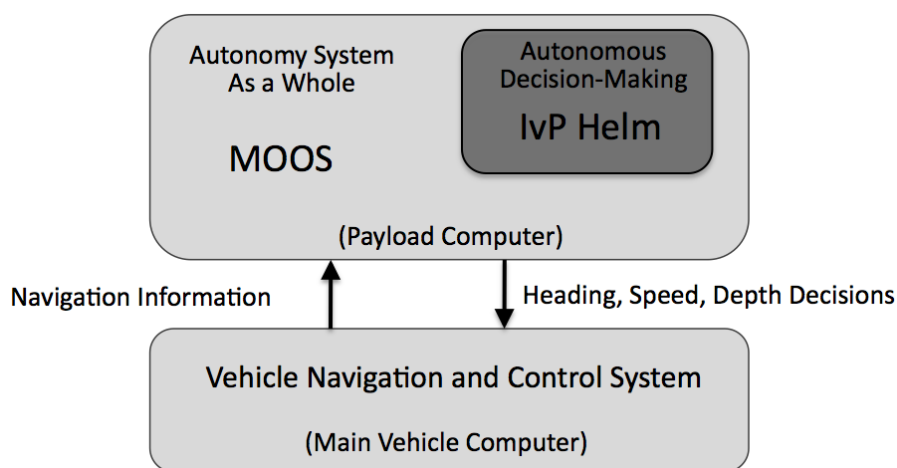 Autonomy System
As a Whole
MOOS
Autonomous
Decision-Making
IvP Helm
(Payload Computer)
Navigation Information
Heading, Speed, Depth Decisions
Vehicle Navigation and Control System
(Main Vehicle Computer)